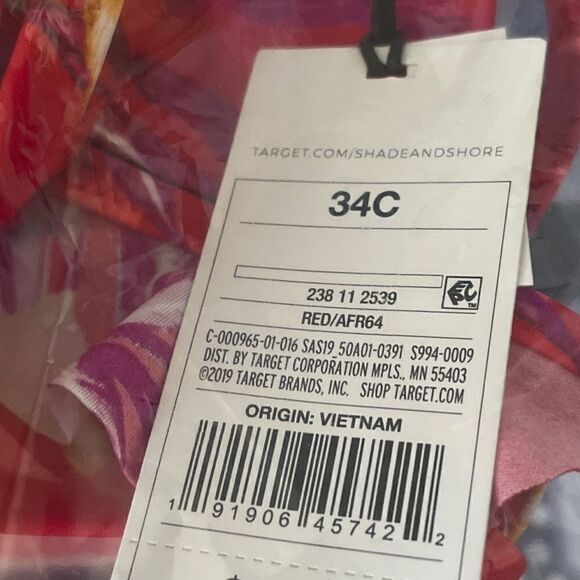 TARGET.COM/SHADEANDSHORE
34C
238 11 2539
RED/AFR64
C-000965-01-016 SAS19 50A01-0391 S994-0009
DIST. BY TARGET CORPORATION MPLS., MN 55403
©2019 TARGET BRANDS, INC. SHOP TARGET.COM
ORIGIN: VIETNAM
1 91906 45742 2